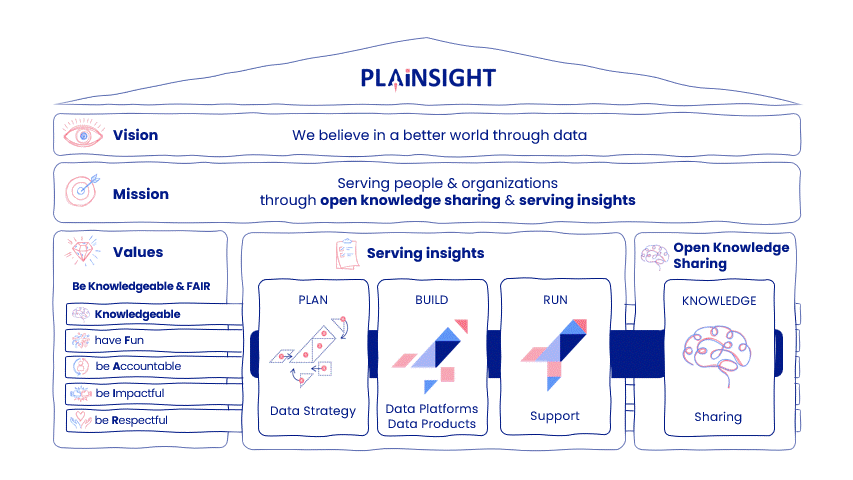 PLAINSIGHT
Vision
We believe in a better world through data
Mission
Serving people & organizations
through open knowledge sharing & serving insights
Values
Be Knowledgeable & FAIR
Knowledgeable
have Fun
be Accountable
be Impactful
be Respectful
Serving insights
PLAN
Data Strategy
BUILD
Data Platforms
Data Products
RUN
Support
Open Knowledge
Sharing
KNOWLEDGE
Sharing